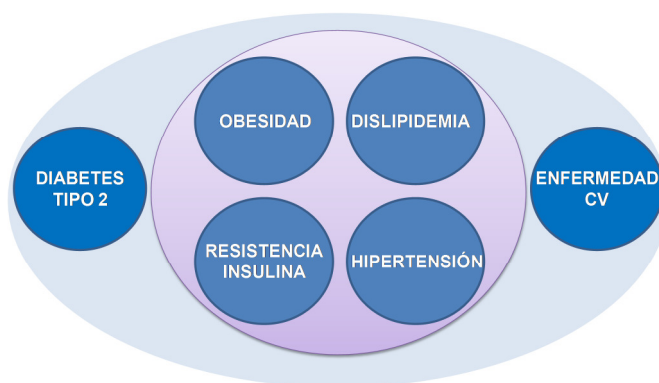 OBESIDAD
DISLIPIDEMIA
DIABETES
TIPO 2
ENFERMEDAD
CV
RESISTENCIA
INSULINA
HIPERTENSIÓN